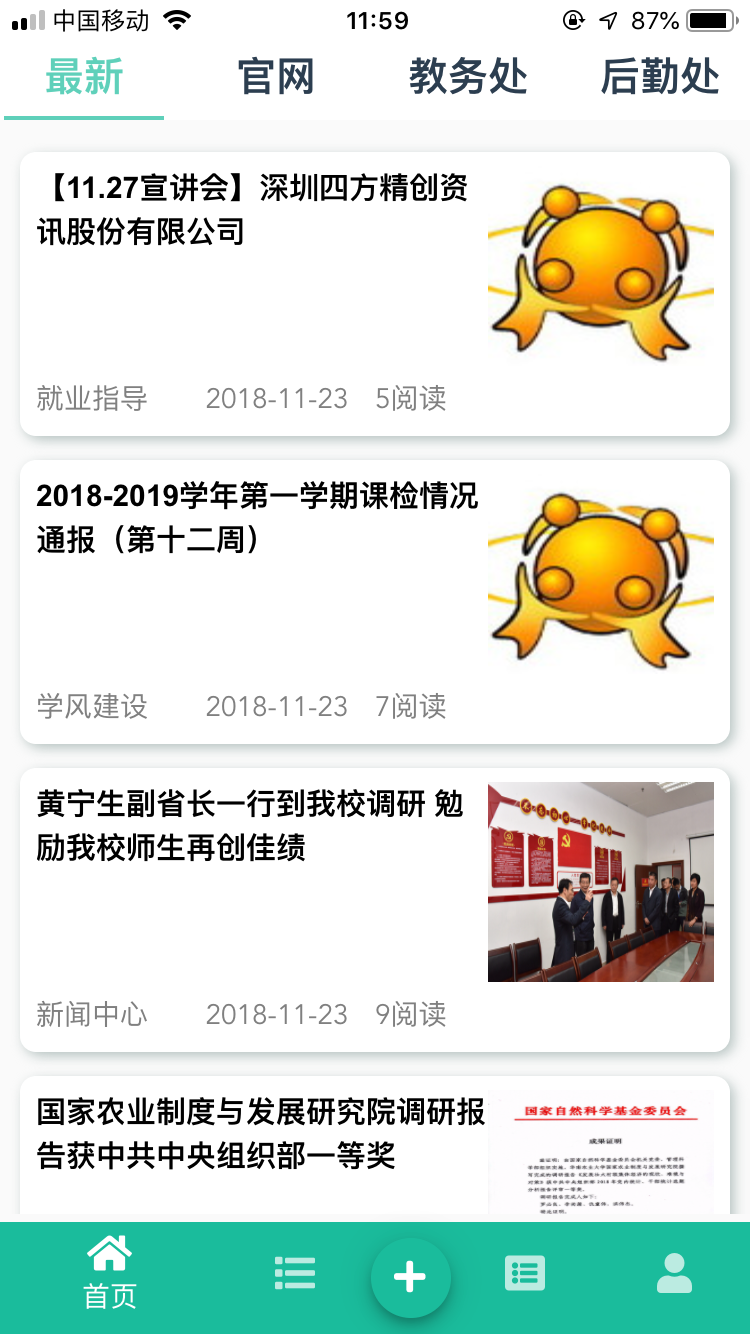 中国移动 11:59 87%
最新 官网 教务处 后勤处
【11.27宣讲会】深圳四方精创资
讯股份有限公司
就业指导 2018-11-23 5阅读
2018-2019学年第一学期课检情况
通报（第十二周）
学风建设 2018-11-23 7阅读
黄宁生副省长一行到我校调研 勉
励我校师生再创佳绩
新闻中心 2018-11-23 9阅读
国家农业制度与发展研究院调研报
告获中共中央组织部一等奖
国家自然科学基金委员会
成果证明
首页